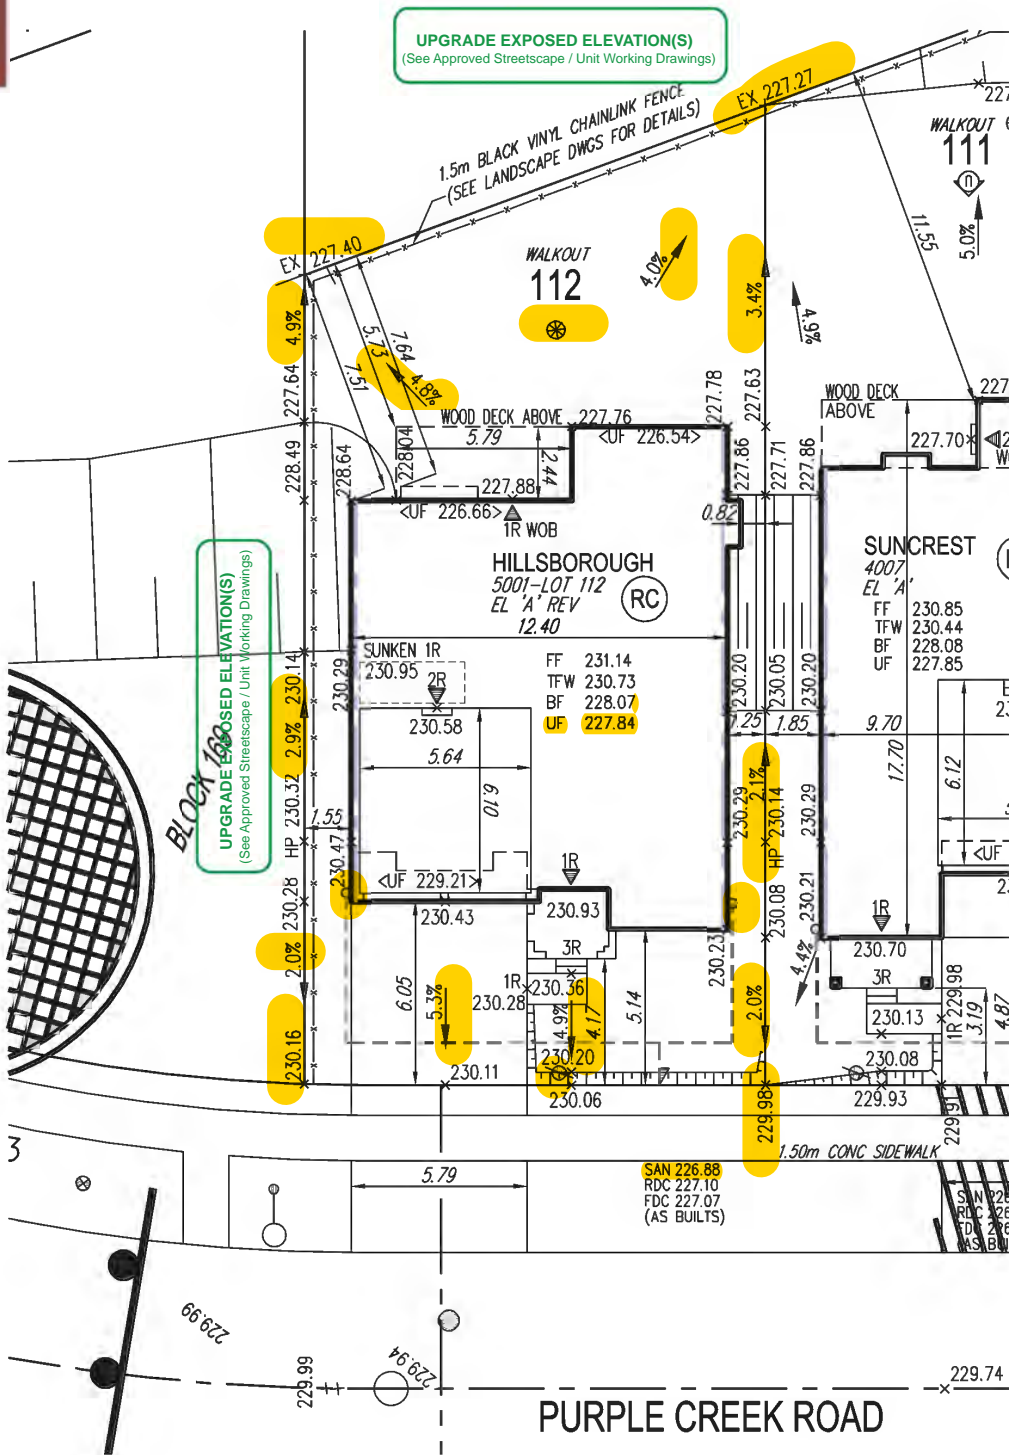 UPGRADE EXPOSED ELEVATION(S)
(See Approved Streetscape / Unit Working Drawings)
EX 227.27
1.5m BLACK VINYL CHAINLINK FENCE
(SEE LANDSCAPE DWGS FOR DETAILS)
WALKOUT
111
11.55
5.0%
EX 227.40
WALKOUT
112
4.0%
3.4%
4.9%
4.9%
5.73
7.64
7.51
4.8%
227.64
227.78
227.63
WOOD DECK ABOVE
227.76
5.79
<UF 226.54>
2.44
WOOD DECK
ABOVE
227.70
228.49
228.64
228.04
227.88
227.86
227.71
227.86
<UF 226.66>
1R WOB
0.82
HILLSBOROUGH
5001-LOT 112
EL 'A' REV
RC
12.40
SUNCREST
4007
EL 'A'
FF 230.85
TFW 230.44
BF 228.08
UF 227.85
UPGRADE EXPOSED ELEVATION(S)
(See Approved Streetscape / Unit Working Drawings)
SUNKEN 1R
230.95
2R
230.58
FF 231.14
TFW 230.73
BF 228.07
UF 227.84
230.14
230.29
230.20
230.05
230.20
1.25
1.85
9.70
2.9%
5.64
6.10
17.70
6.12
BLOCK 169
HP 230.32
1.55
230.47
2.1%
230.29
HP 230.14
230.29
<UF 229.21>
1R
<UF
230.28
230.43
230.93
230.08
230.21
1R
230.70
2.0%
6.05
5.3%
3R
1R
230.36
230.28
4.9%
4.17
5.14
230.23
2.0%
4.4%
3R
230.13
1R 229.98
3.19
4.87
230.16
230.20
230.08
230.11
230.06
229.98
229.93
229.91
1.50m CONC SIDEWALK
3
5.79
SAN 226.88
RDC 227.10
FDC 227.07
(AS BUILTS)
229.99
229.94
229.99
229.74
PURPLE CREEK ROAD